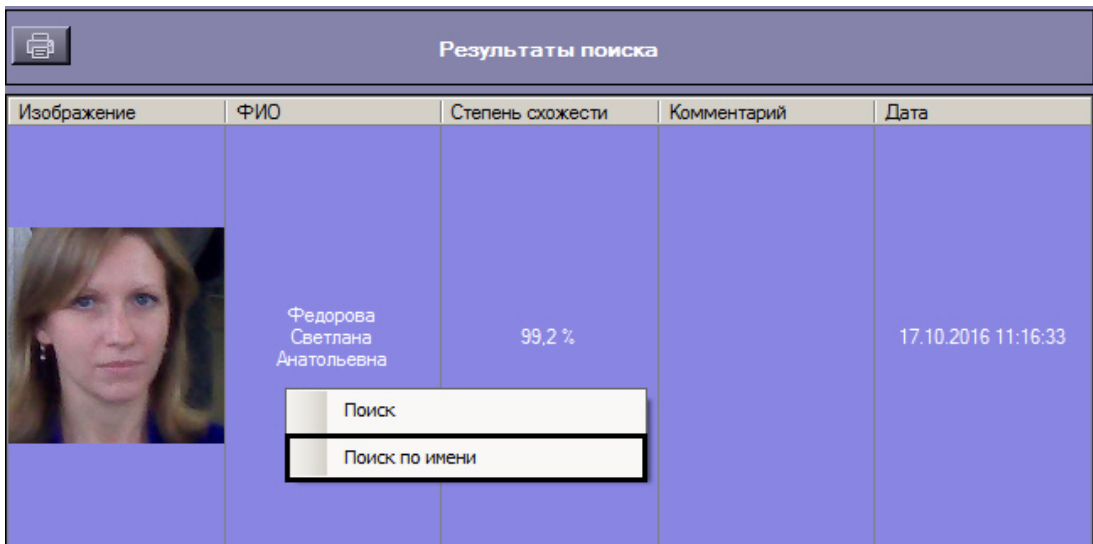 Результаты поиска
Изображение ФИО Степень схожести Комментарий Дата
Федорова
Светлана
Анатольевна
99,2 %
17.10.2016 11:16:33
Поиск
Поиск по имени